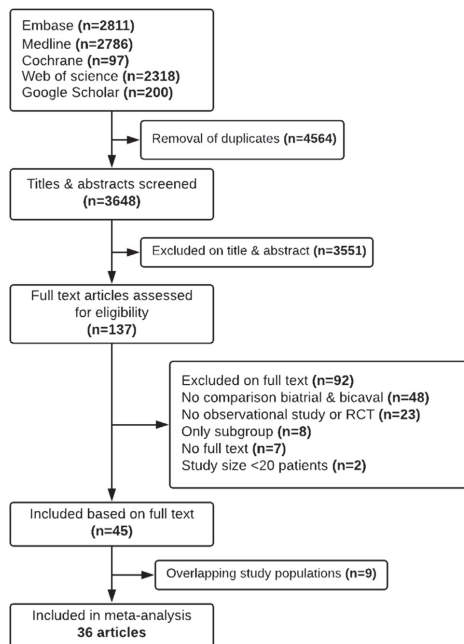 Embase (n=2811)
Medline (n=2786)
Cochrane (n=97)
Web of science (n=2318)
Google Scholar (n=200)
Removal of duplicates (n=4564)
Titles & abstracts screened
(n=3648)
Excluded on title & abstract (n=3551)
Full text articles assessed
for eligibility
(n=137)
Excluded on full text (n=92)
No comparison biatrial & bicaval (n=48)
No observational study or RCT (n=23)
Only subgroup (n=8)
No full text (n=7)
Study size <20 patients (n=2)
Included based on full text
(n=45)
Overlapping study populations (n=9)
Included in meta-analysis
36 articles